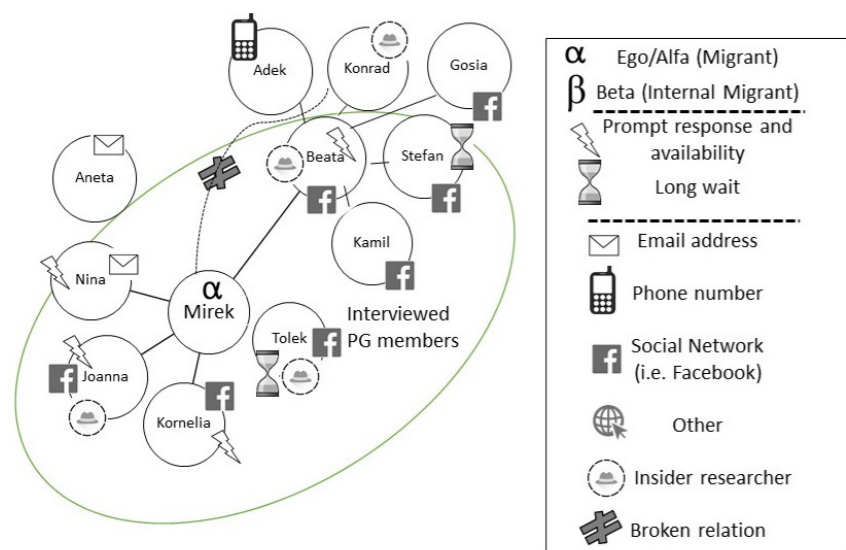 Adek
Konrad
Gosia
Aneta
Beata
Stefan
Kamil
Nina
α
Mirek
Interviewed
PG members
Tolek
Joanna
Kornelia
α Ego/Alfa (Migrant)
β Beta (Internal Migrant)
Prompt response and
availability
Long wait
Email address
Phone number
Social Network
(i.e. Facebook)
Other
Insider researcher
Broken relation